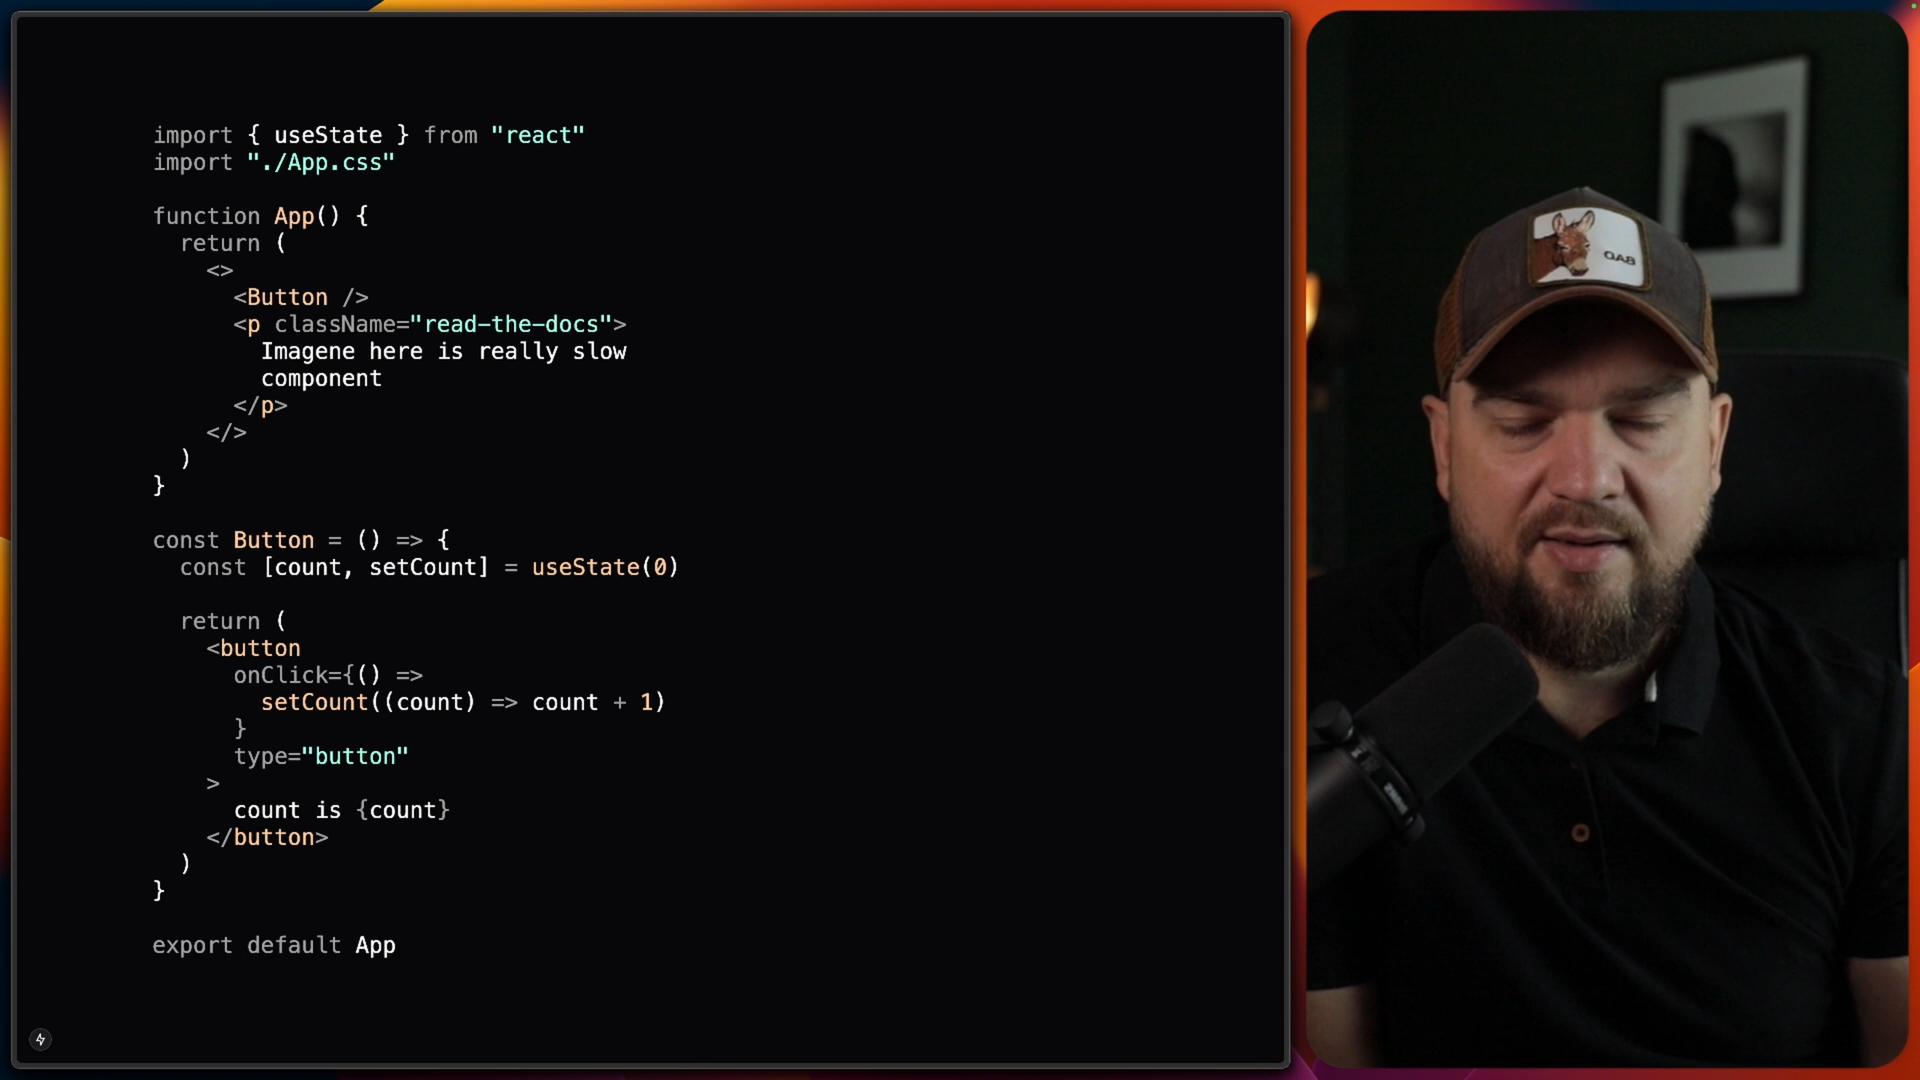 import { useState } from "react"
import "./App.css"
function App() {
return (
<>
<Button />
<p className="read-the-docs">
Imagene here is really slow
component
</p>
</>
)
}
const Button = () => {
const [count, setCount] = useState(0)
return (
<button
onClick={() =>
setCount((count) => count + 1)
}
type="button"
>
count is {count}
</button>
)
}
export default App